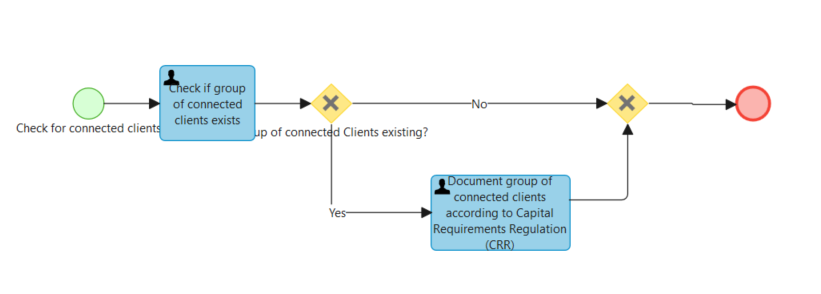 Check if group
of connected
clients exists
Check for connected clients
up of connected Clients existing?
No
Yes
Document group of
connected clients
according to Capital
Requirements Regulation
(CRR)